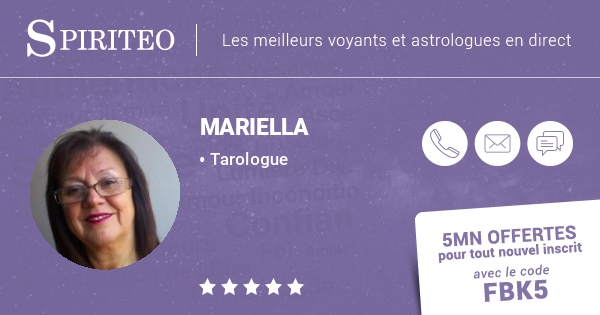 SPIRITEO
Les meilleurs voyants et astrologues en direct
MARIELLA
• Tarologue
5MN OFFERTES
pour tout nouvel inscrit
avec le code
FBK5